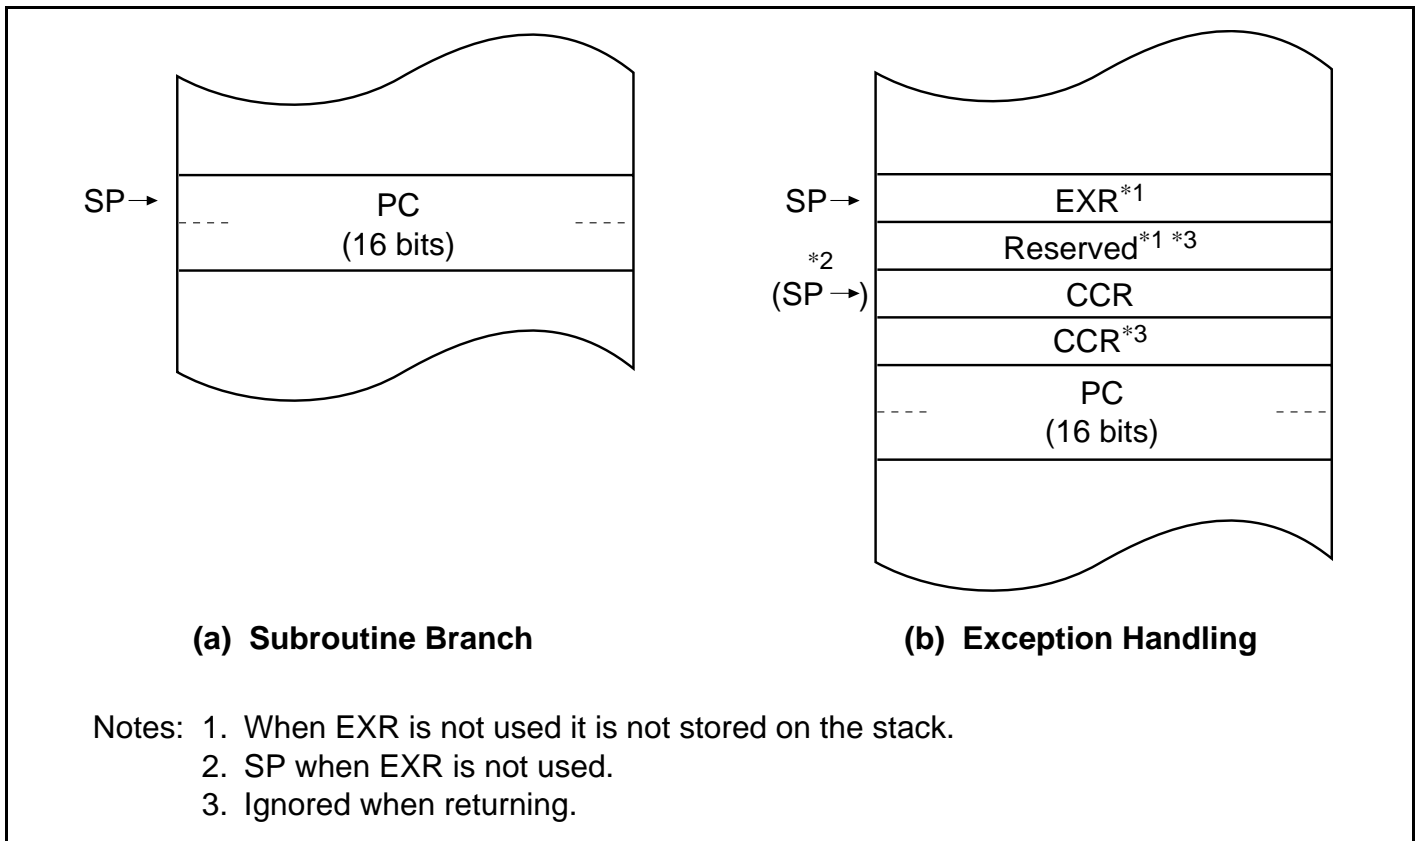 SP→
PC
(16 bits)
(a) Subroutine Branch
SP→
EXR*1
Reserved*1 *3
*2
(SP→)
CCR
CCR*3
PC
(16 bits)
(b) Exception Handling
Notes: 1. When EXR is not used it is not stored on the stack.
2. SP when EXR is not used.
3. Ignored when returning.